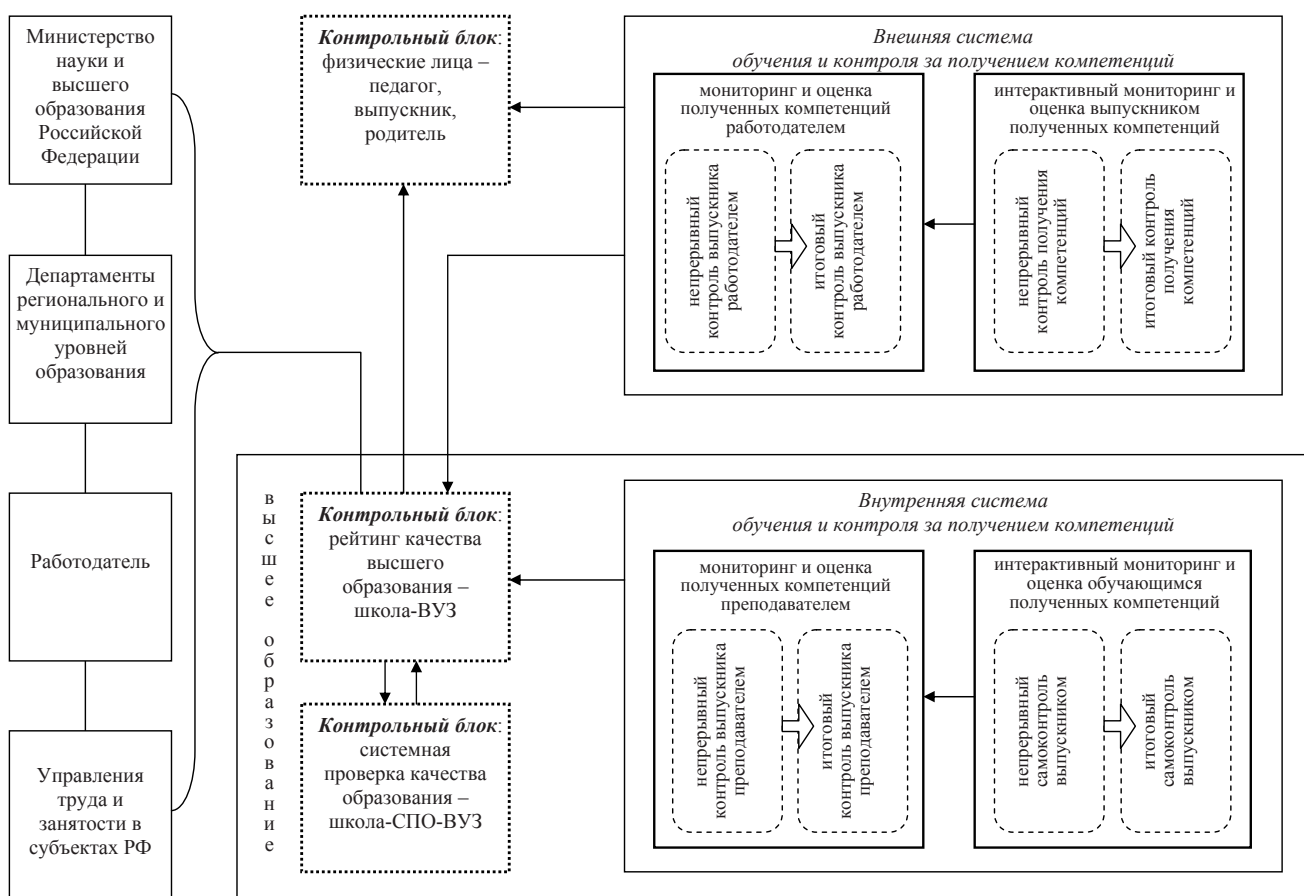 Министерство
науки и
высшего
образования
Российской
Федерации
Департаменты
регионального и
муниципального
уровней
образования
Работодатель
Управления
труда и
занятости в
субъектах РФ
Контрольный блок:
физические лица –
педагог,
выпускник,
родитель
Внешняя система
обучения и контроля за получением компетенций
мониторинг и оценка
полученных компетенций
работодателем
непрерывный
контроль выпускника
работодателем
итоговый
контроль выпускника
работодателем
интерактивный мониторинг и
оценка выпускником
полученных компетенций
непрерывный
контроль получения
компетенций
итоговый контроль
получения
компетенций
высшее образование
Контрольный блок:
рейтинг качества
высшего
образования –
школа-ВУЗ
Контрольный блок:
системная
проверка качества
образования –
школа-СПО-ВУЗ
Внутренняя система
обучения и контроля за получением компетенций
мониторинг и оценка
полученных компетенций
преподавателем
непрерывный
контроль выпускника
преподавателем
итоговый
контроль выпускника
преподавателем
интерактивный мониторинг и
оценка обучающимся
полученных компетенций
непрерывный
самоконтроль
выпускником
итоговый
самоконтроль
выпускником